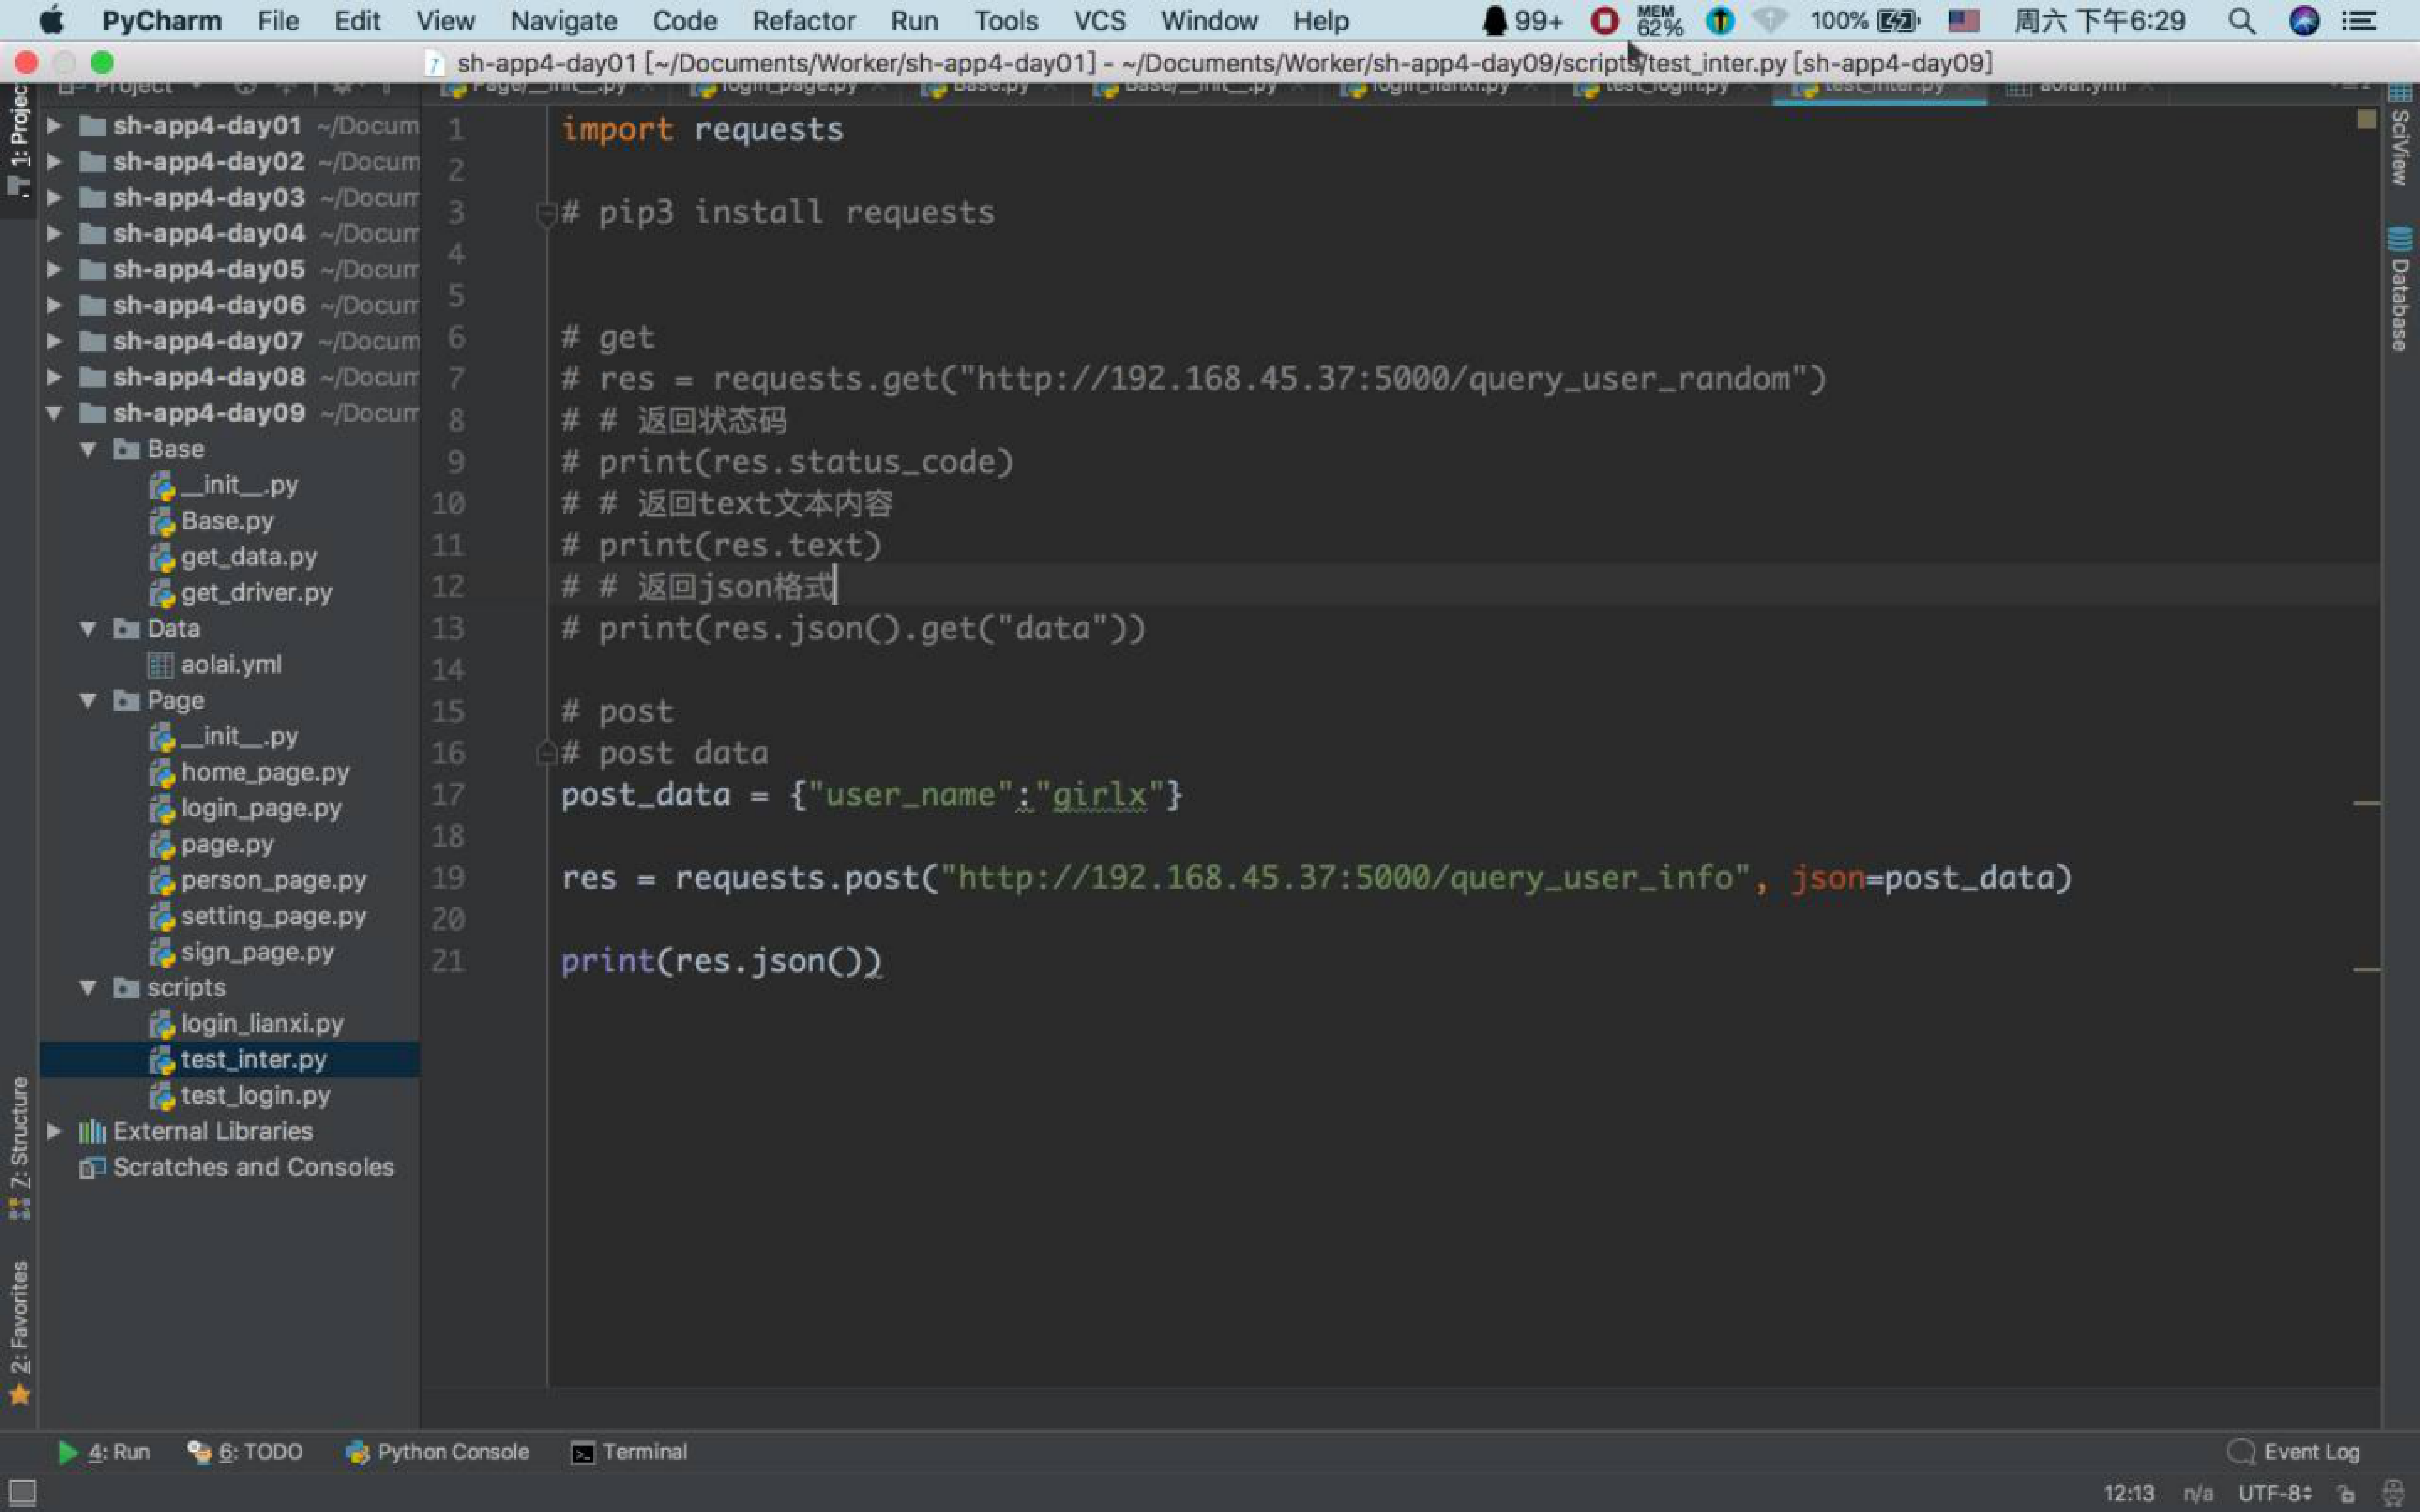 PyCharm File Edit View Navigate Code Refactor Run Tools VCS Window Help 99+ MEM 62% 100% 周六 下午6:29
sh-app4-day01 [~/Documents/Worker/sh-app4-day01] - ~/Documents/Worker/sh-app4-day09/scripts/test_inter.py [sh-app4-day09]
Project Page/__init__.py login_page.py Base.py Base/__init__.py login_lianxi.py test_login.py test_inter.py aolai.yml
1: Project
sh-app4-day01 ~/Docum
sh-app4-day02 ~/Docum
sh-app4-day03 ~/Docum
sh-app4-day04 ~/Docum
sh-app4-day05 ~/Docum
sh-app4-day06 ~/Docum
sh-app4-day07 ~/Docum
sh-app4-day08 ~/Docum
sh-app4-day09 ~/Docum
Base
__init__.py
Base.py
get_data.py
get_driver.py
Data
aolai.yml
Page
__init__.py
home_page.py
login_page.py
page.py
person_page.py
setting_page.py
sign_page.py
scripts
login_lianxi.py
test_inter.py
test_login.py
External Libraries
Scratches and Consoles
7: Structure
2: Favorites
1 import requests
2
3 # pip3 install requests
4
5
6 # get
7 # res = requests.get("http://192.168.45.37:5000/query_user_random")
8 # # 返回状态码
9 # print(res.status_code)
10 # # 返回text文本内容
11 # print(res.text)
12 # # 返回json格式
13 # print(res.json().get("data"))
14
15 # post
16 # post data
17 post_data = {"user_name":"girlx"}
18
19 res = requests.post("http://192.168.45.37:5000/query_user_info", json=post_data)
20
21 print(res.json())
SciView
Database
4: Run 6: TODO Python Console Terminal Event Log
12:13 n/a UTF-8